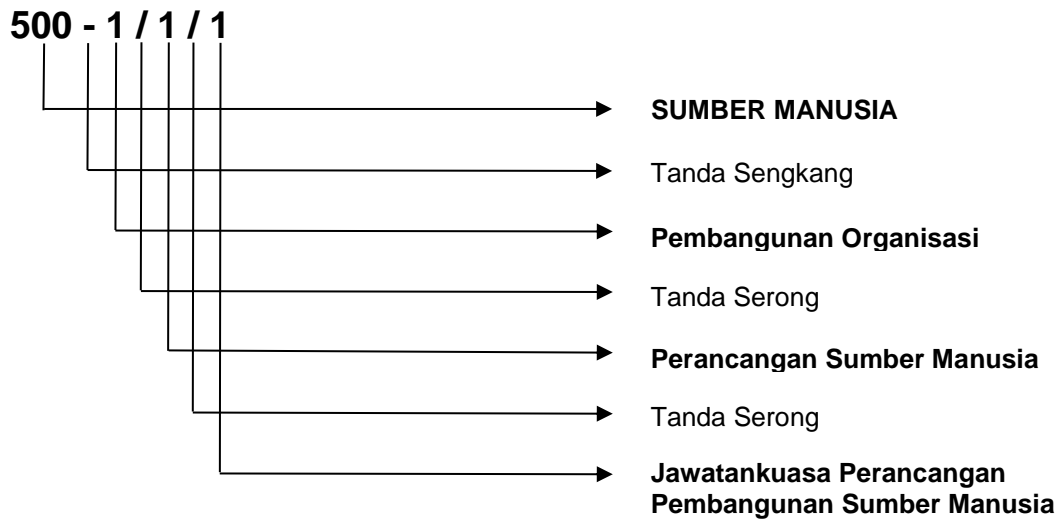 500 - 1 / 1 / 1
SUMBER MANUSIA
Tanda Sengkang
Pembangunan Organisasi
Tanda Serong
Perancangan Sumber Manusia
Tanda Serong
Jawatankuasa Perancangan
Pembangunan Sumber Manusia